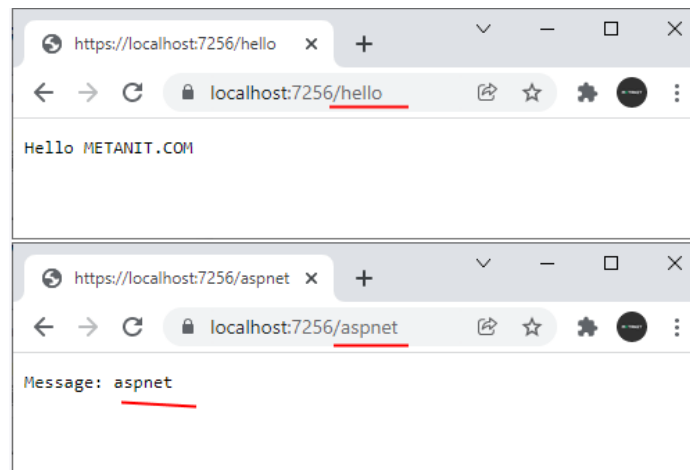 https://localhost:7256/hello
localhost:7256/hello
Hello METANIT.COM
https://localhost:7256/aspnet
localhost:7256/aspnet
Message: aspnet